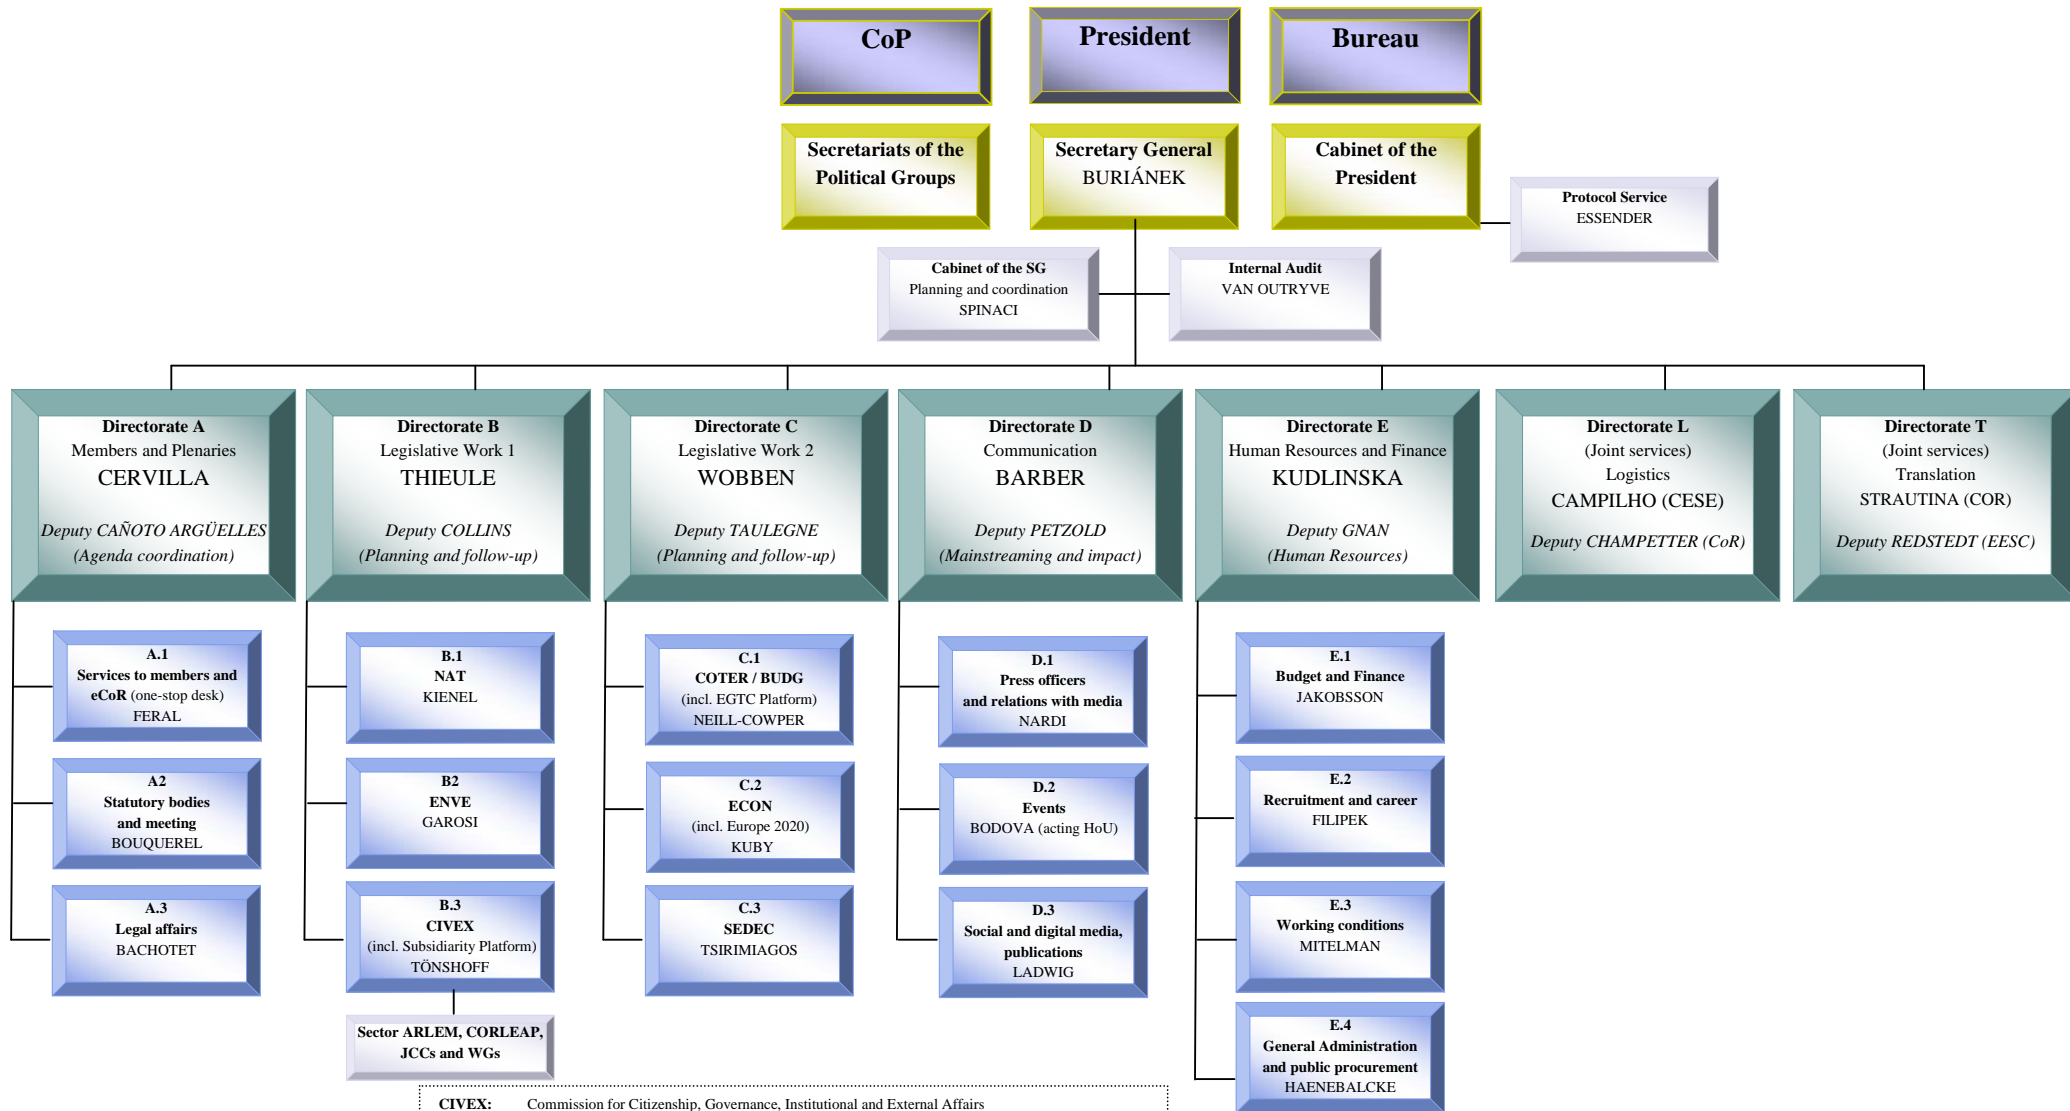 CoP
President
Bureau
Secretariats of the
Political Groups
Secretary General
BURIÁNEK
Cabinet of the
President
Protocol Service
ESSENDER
Cabinet of the SG
Planning and coordination
SPINACI
Internal Audit
VAN OUTRYVE
Directorate A
Members and Plenaries
CERVILLA
Deputy CAÑOTO ARGÜELLES
(Agenda coordination)
Directorate B
Legislative Work 1
THIEULE
Deputy COLLINS
(Planning and follow-up)
Directorate C
Legislative Work 2
WOBBEN
Deputy TAULEGNE
(Planning and follow-up)
Directorate D
Communication
BARBER
Deputy PETZOLD
(Mainstreaming and impact)
Directorate E
Human Resources and Finance
KUDLINSKA
Deputy GNAN
(Human Resources)
Directorate L
(Joint services)
Logistics
CAMPILHO (CESE)
Deputy CHAMPETTER (CoR)
Directorate T
(Joint services)
Translation
STRAUTINA (COR)
Deputy REDSTEDT (EESC)
A.1
Services to members and
eCoR (one-stop desk)
FERAL
A2
Statutory bodies
and meeting
BOUQUEREL
A.3
Legal affairs
BACHOTET
B.1
NAT
KIENEL
B2
ENVE
GAROSI
B.3
CIVEX
(incl. Subsidiarity Platform)
TÖNSHOFF
Sector ARLEM, CORLEAP,
JCCs and WGs
C.1
COTER / BUDG
(incl. EGTC Platform)
NEILL-COWPER
C.2
ECON
(incl. Europe 2020)
KUBY
C.3
SEDEC
TSIRIMIAGOS
D.1
Press officers
and relations with media
NARDI
D.2
Events
BODOVA (acting HoU)
D.3
Social and digital media,
publications
LADWIG
E.1
Budget and Finance
JAKOBSSON
E.2
Recruitment and career
FILIPEK
E.3
Working conditions
MITELMAN
E.4
General Administration
and public procurement
HAENEBALCKE
CIVEX: Commission for Citizenship, Governance, Institutional and External Affairs